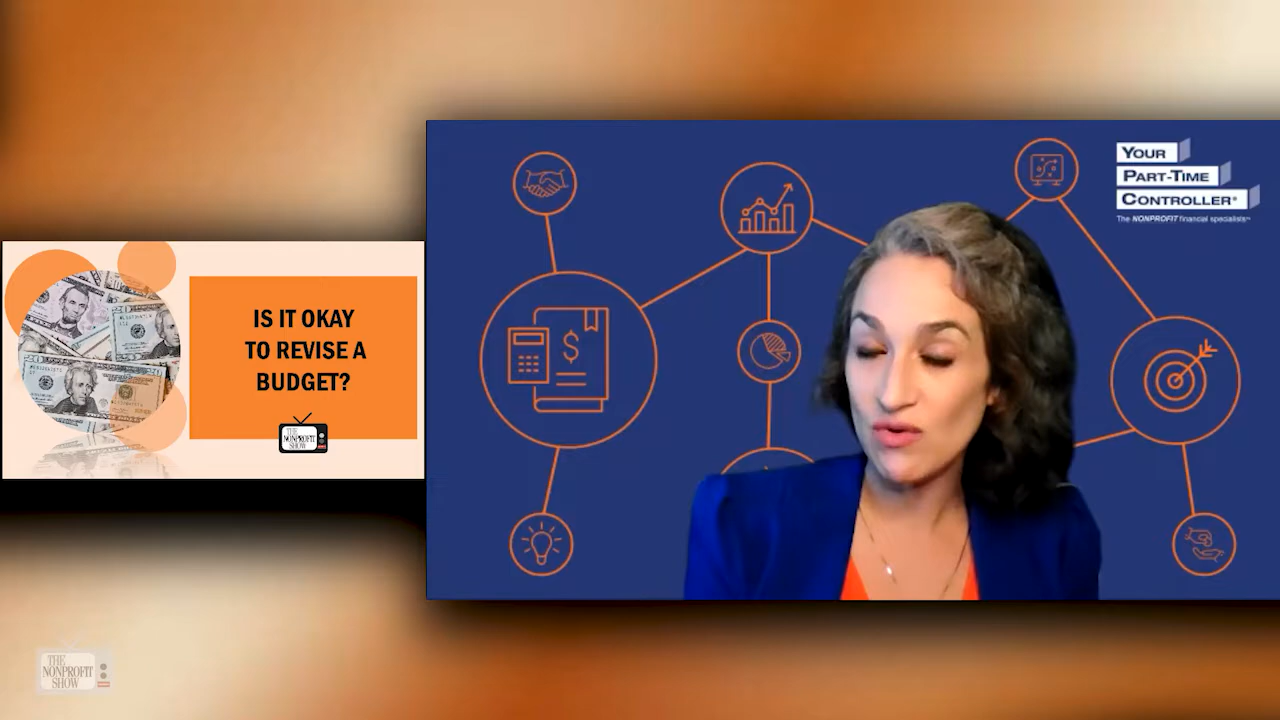 IS IT OKAY
TO REVISE A
BUDGET?
THE
NONPROFIT
SHOW
YOUR
PART-TIME
CONTROLLER®
The NONPROFIT financial specialists℠
THE
NONPROFIT
SHOW